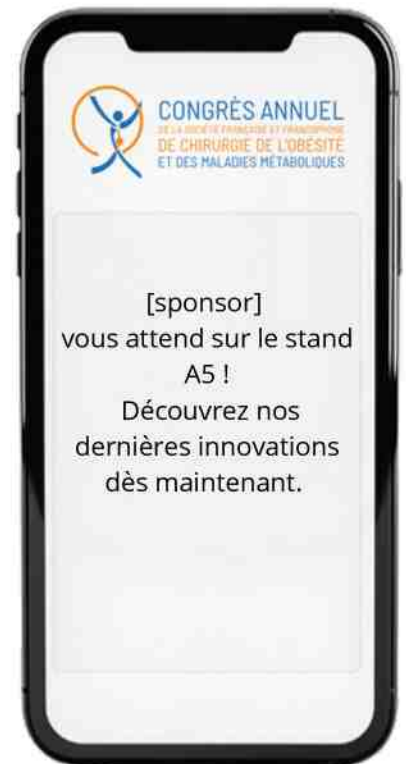 CONGRÈS ANNUEL
DE LA SOCIÉTÉ FRANÇAISE ET FRANCOPHONE
DE CHIRURGIE DE L'OBÉSITÉ
ET DES MALADIES MÉTABOLIQUES
[sponsor]
vous attend sur le stand
A5 !
Découvrez nos
dernières innovations
dès maintenant.